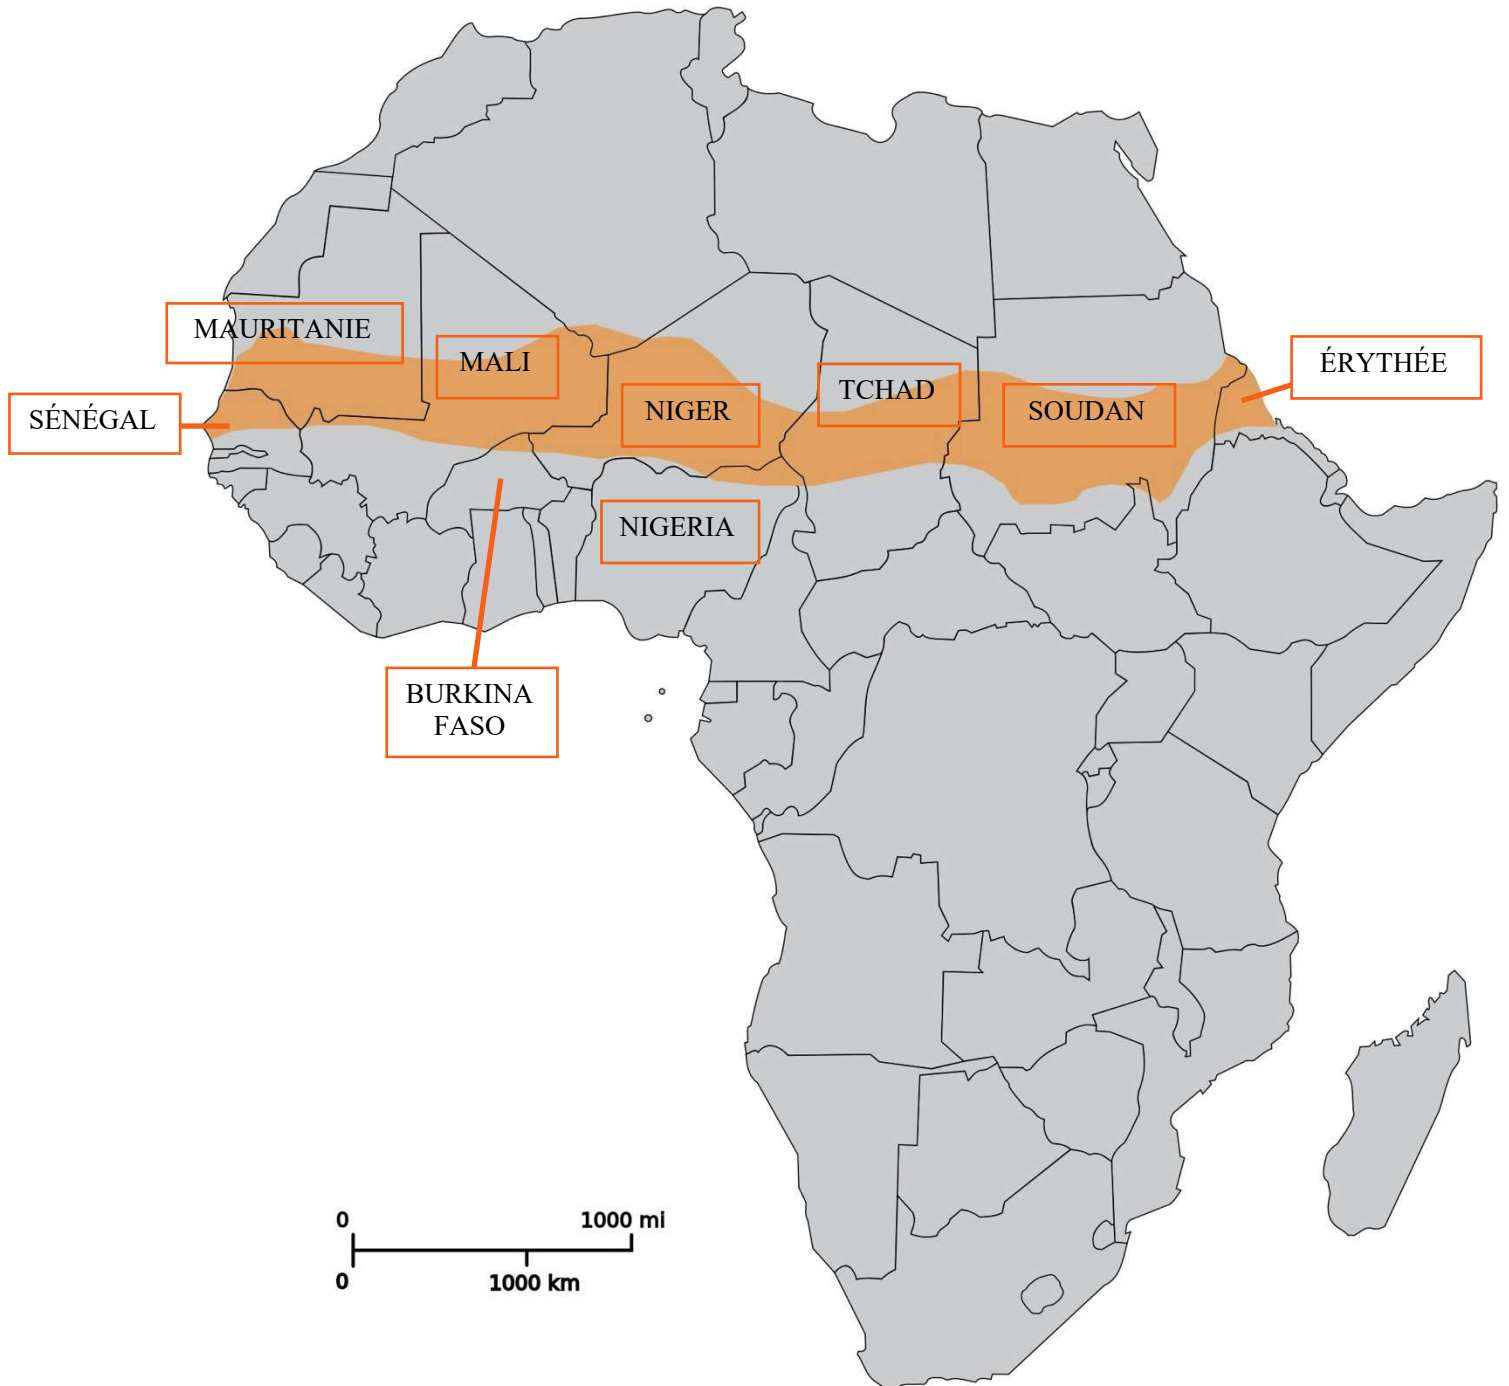 MAURITANIE
MALI
ÉRYTHÉE
TCHAD
SÉNÉGAL
NIGER
SOUDAN
NIGERIA
BURKINA
FASO
0
1000 mi
0
1000 km